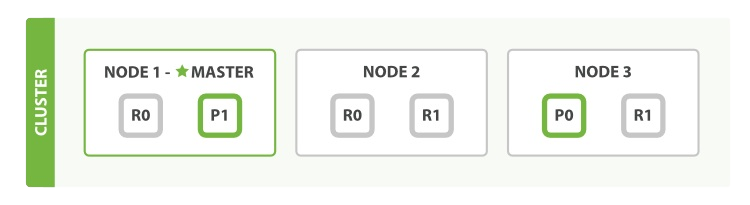 CLUSTER
NODE 1 - ★ MASTER
R0 P1
NODE 2
R0 R1
NODE 3
P0 R1